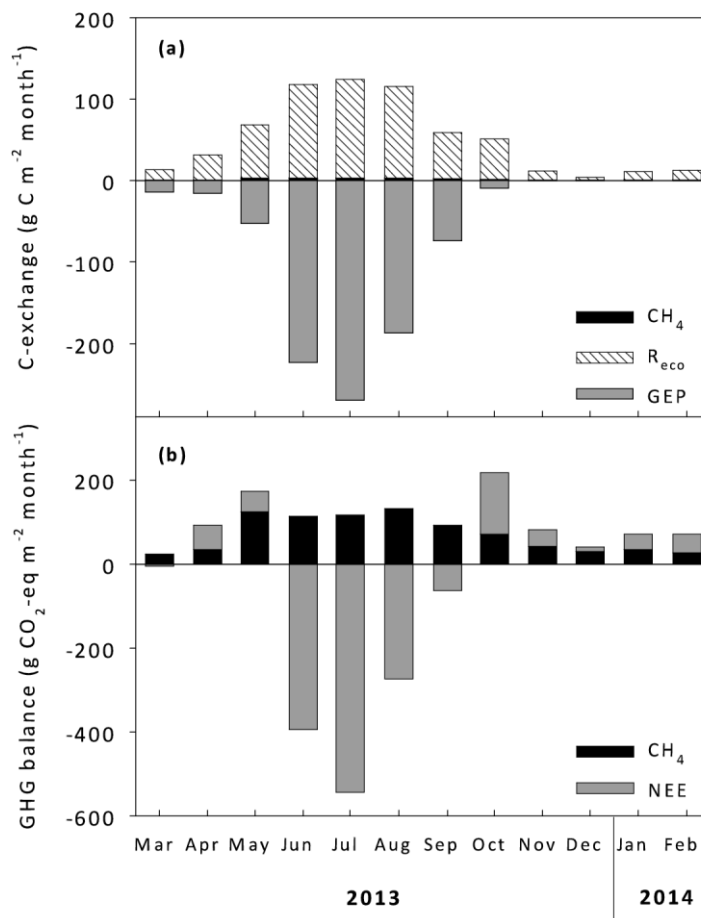 (a)
C-exchange (g C m⁻² month⁻¹)
200
100
0
-100
-200
CH₄
R_eco
GEP
(b)
GHG balance (g CO₂-eq m⁻² month⁻¹)
200
0
-200
-400
-600
CH₄
NEE
Mar Apr May Jun Jul Aug Sep Oct Nov Dec Jan Feb
2013 2014